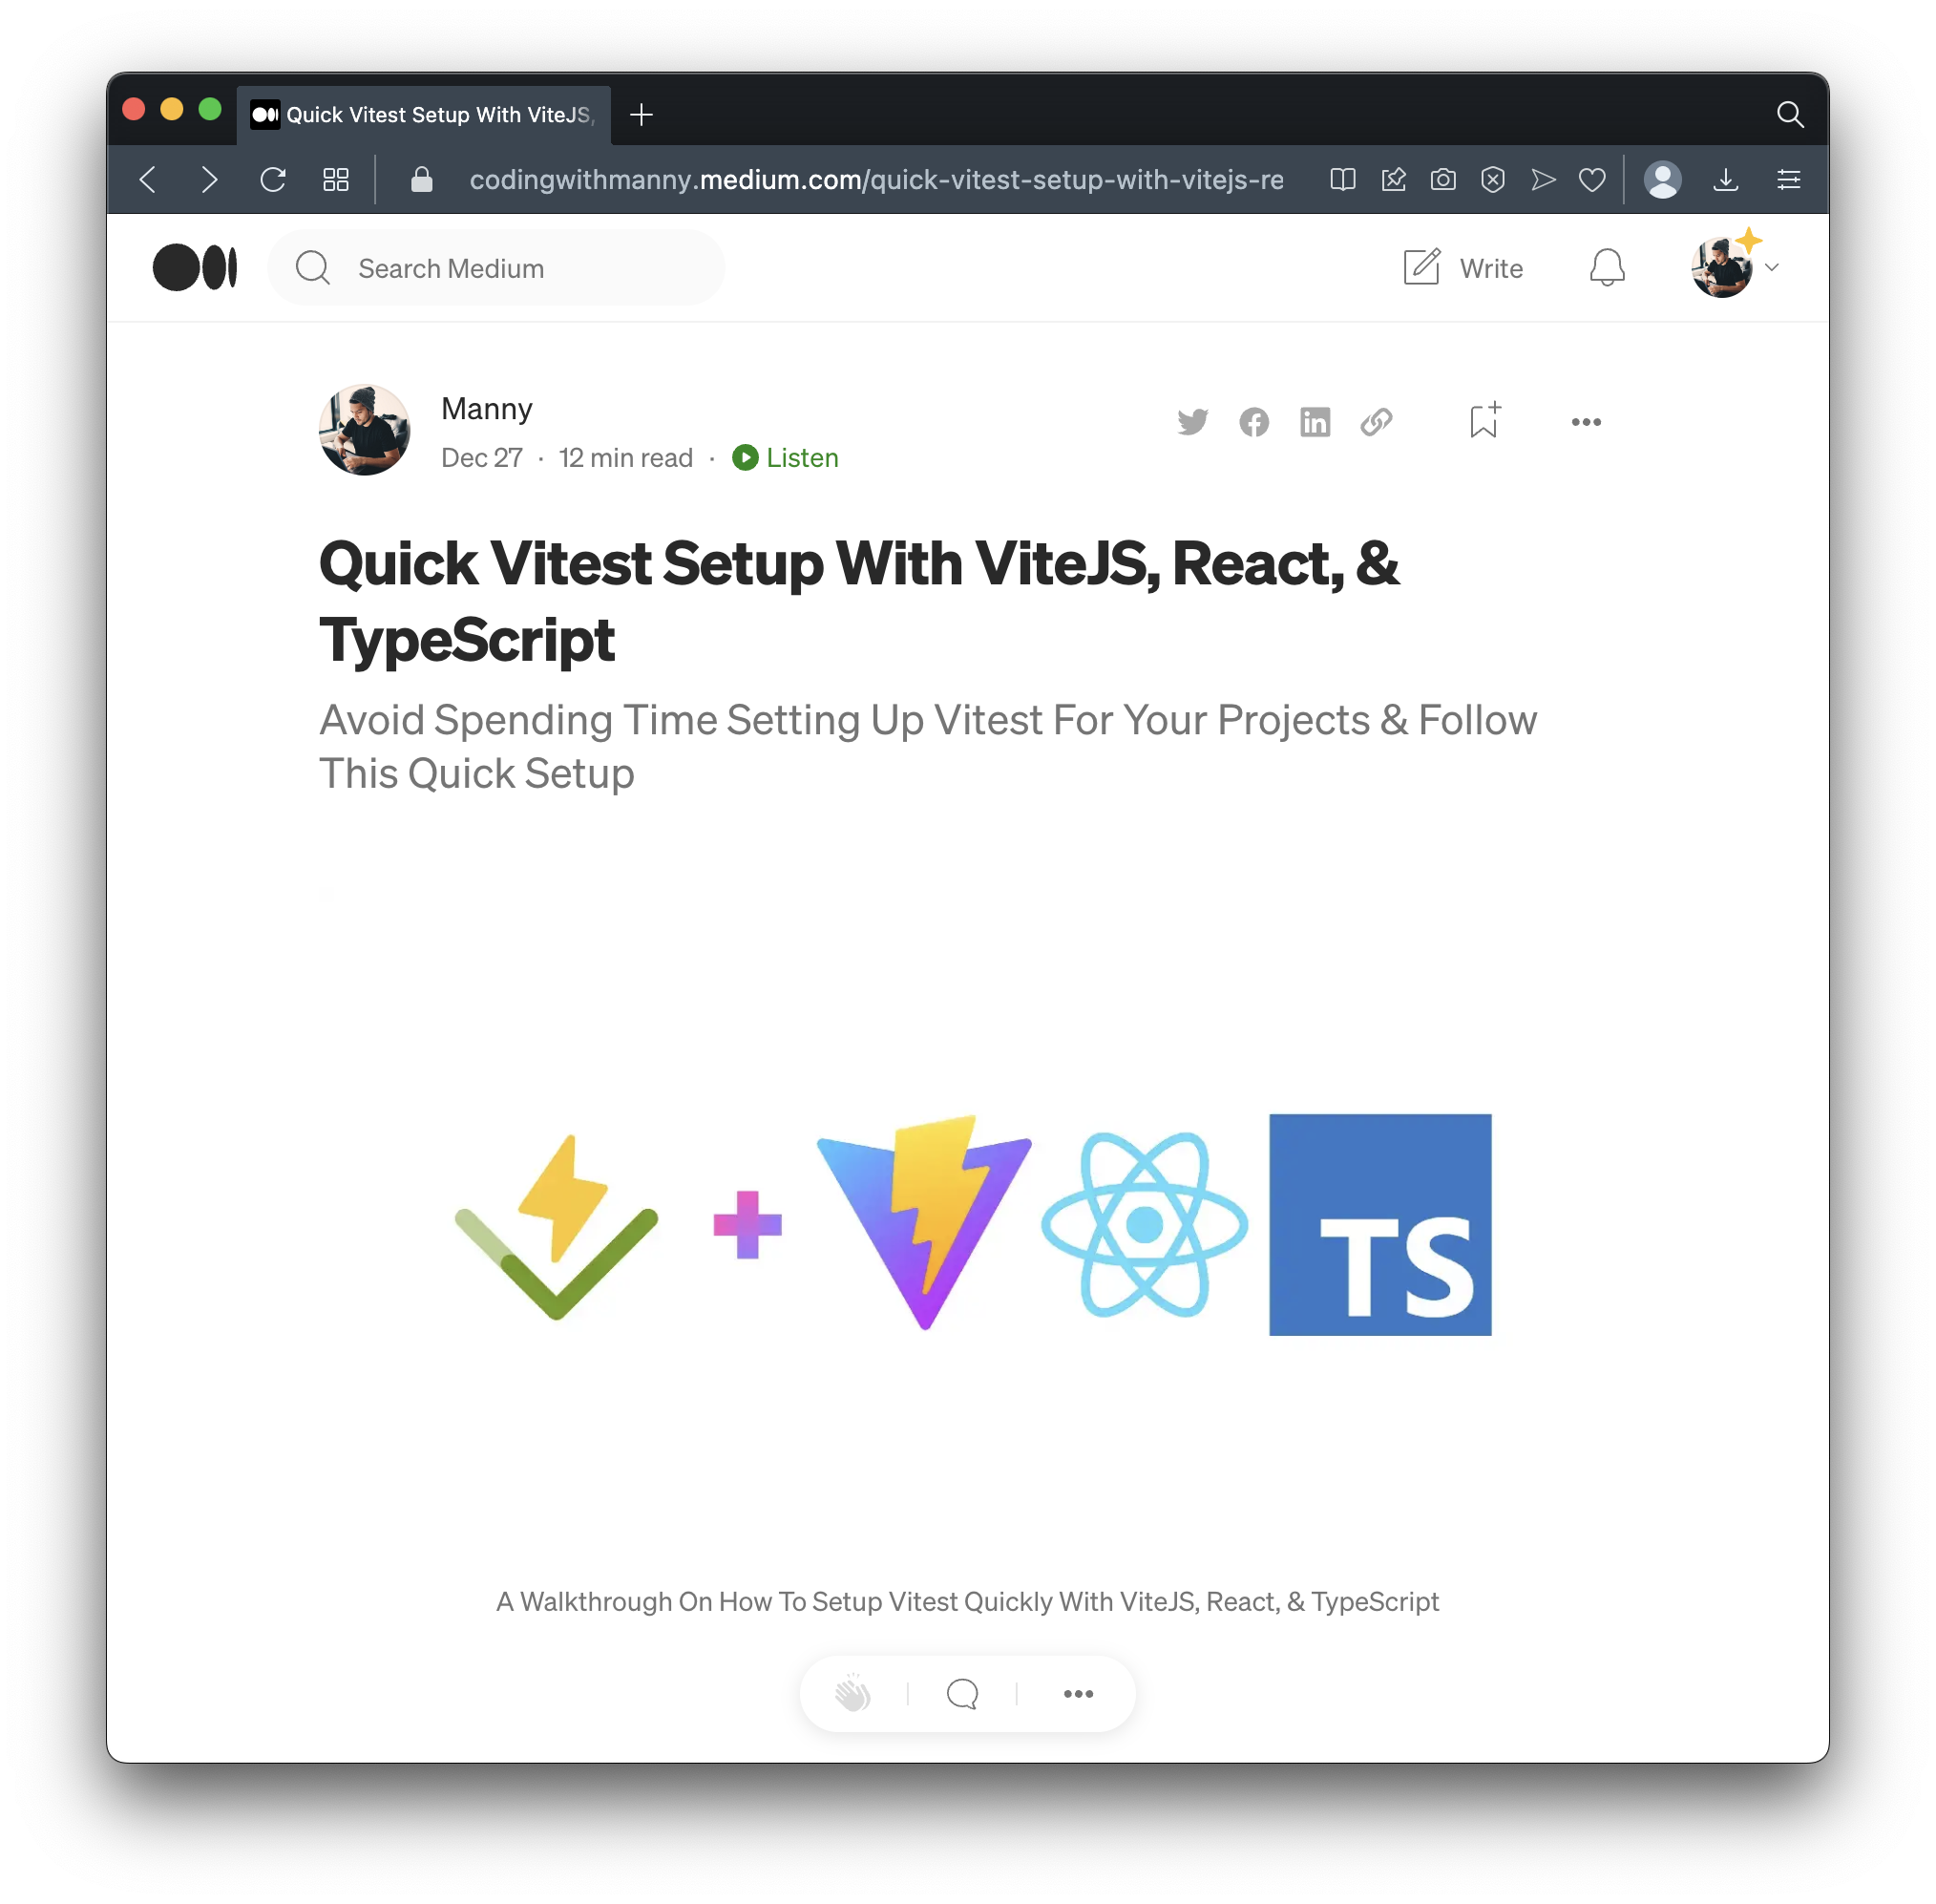 Quick Vitest Setup With ViteJS,
codingwithmanny.medium.com/quick-vitest-setup-with-vitejs-re
Search Medium
Write
Manny
Dec 27 · 12 min read · Listen
Quick Vitest Setup With ViteJS, React, &
TypeScript
Avoid Spending Time Setting Up Vitest For Your Projects & Follow
This Quick Setup
TS
A Walkthrough On How To Setup Vitest Quickly With ViteJS, React, & TypeScript